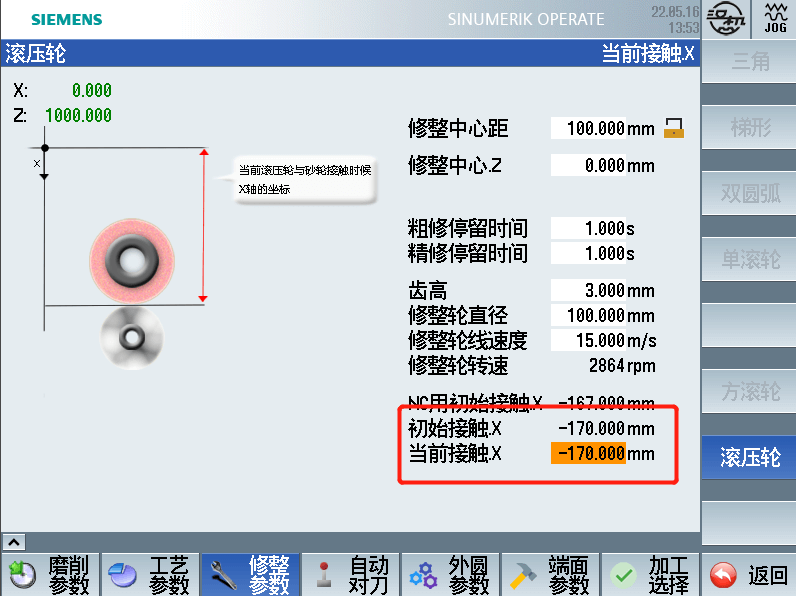 SIEMENS
SINUMERIK OPERATE
22.05.16
13:53
没机
JOG
滚压轮
当前接触.X
X: 0.000
Z: 1000.000
X
当前滚压轮与砂轮接触时候
X轴的坐标
修整中心距 100.000 mm
修整中心.Z 0.000 mm
粗修停留时间 1.000 s
精修停留时间 1.000 s
齿高 3.000 mm
修整轮直径 100.000 mm
修整轮线速度 15.000 m/s
修整轮转速 2864 rpm
NC用初始接触.X -167.000 mm
初始接触.X -170.000 mm
当前接触.X -170.000 mm
三角
梯形
双圆弧
单滚轮
方滚轮
滚压轮
磨削
参数
工艺
参数
修整
参数
自动
对刀
外圆
参数
端面
参数
加工
选择
返回